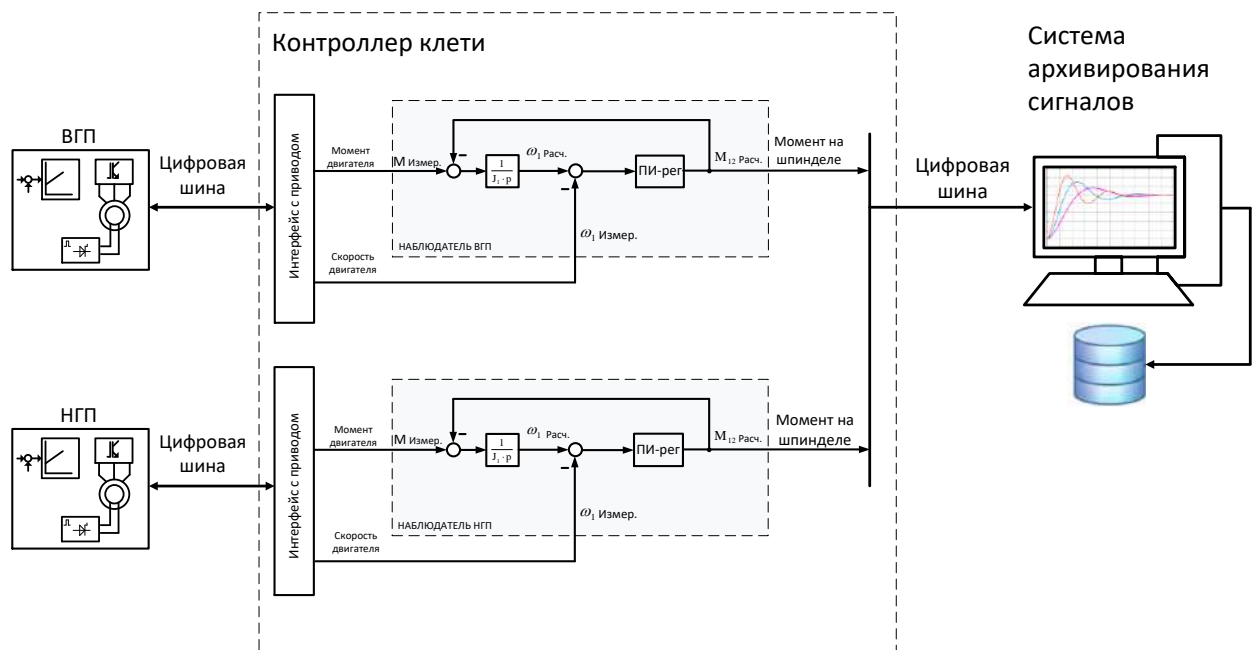 Контроллер клети
Система
архивирования
сигналов
ВГП
Цифровая
шина
Интерфейс с приводом
Момент
двигателя
М Измер.
ω₁ Расч.
1
J₁ · p
ПИ-рег
М₁₂ Расч.
Момент на
шпинделе
ω₁ Измер.
НАБЛЮДАТЕЛЬ ВГП
Скорость
двигателя
Цифровая
шина
НГП
Цифровая
шина
Интерфейс с приводом
Момент
двигателя
М Измер.
ω₁ Расч.
1
J₁ · p
ПИ-рег
М₁₂ Расч.
Момент на
шпинделе
ω₁ Измер.
НАБЛЮДАТЕЛЬ НГП
Скорость
двигателя